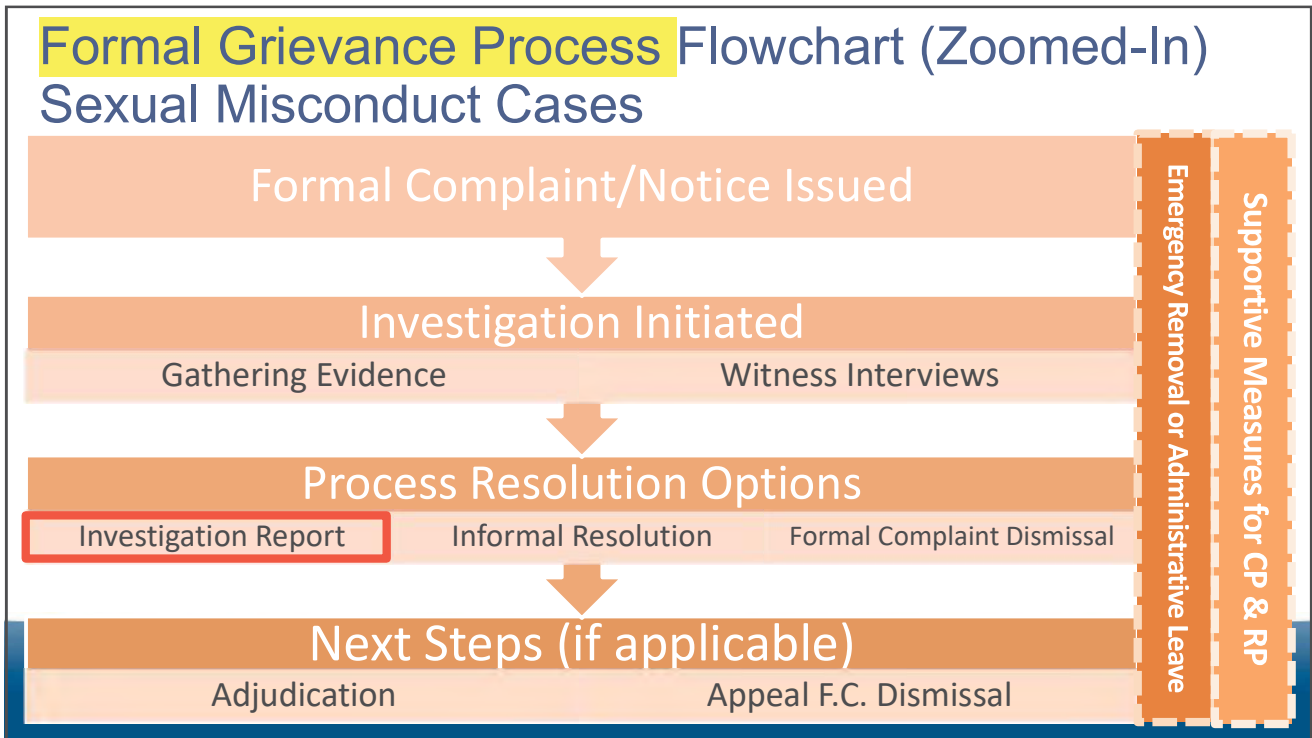 Formal Grievance Process Flowchart (Zoomed-In)
Sexual Misconduct Cases
Formal Complaint/Notice Issued
Investigation Initiated
Gathering Evidence
Witness Interviews
Process Resolution Options
Investigation Report
Informal Resolution
Formal Complaint Dismissal
Next Steps (if applicable)
Adjudication
Appeal F.C. Dismissal
Emergency Removal or Administrative Leave
Supportive Measures for CP & RP